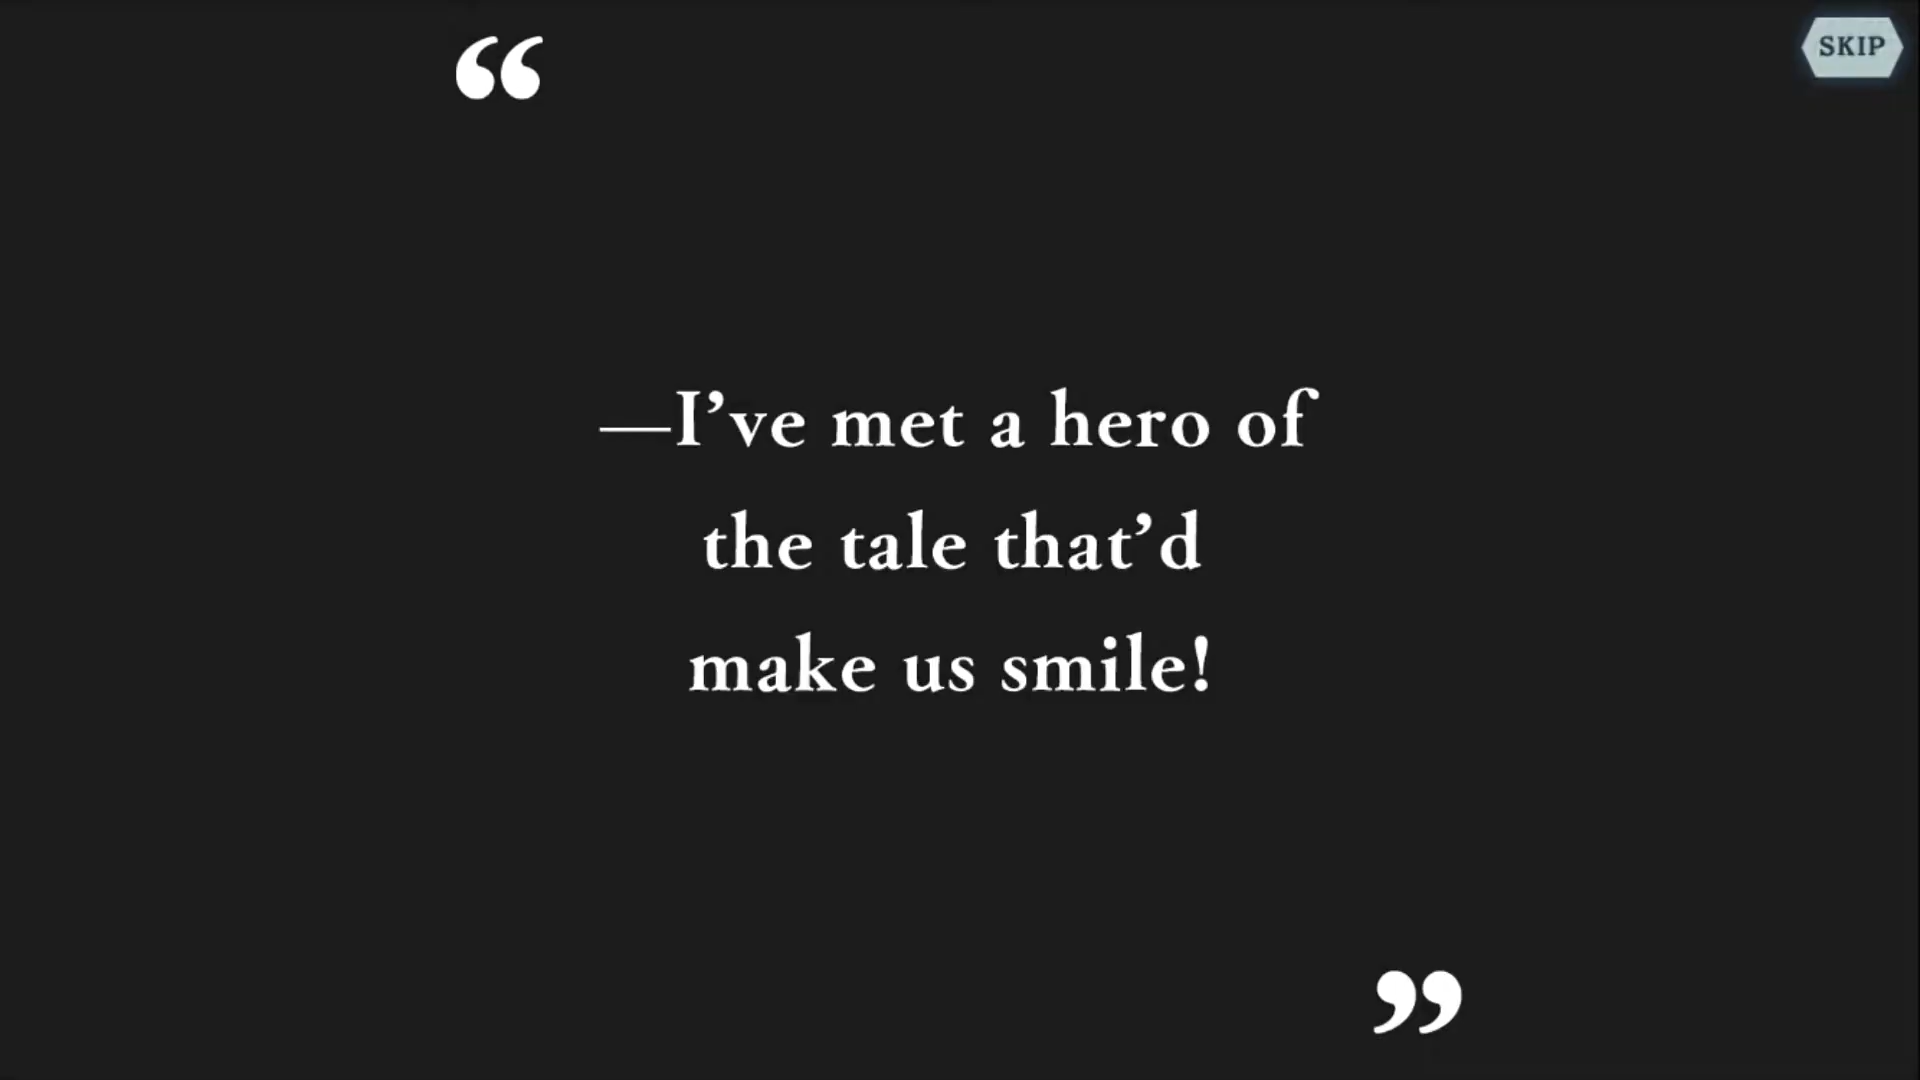 SKIP
“
—I’ve met a hero of
the tale that’d
make us smile!
”